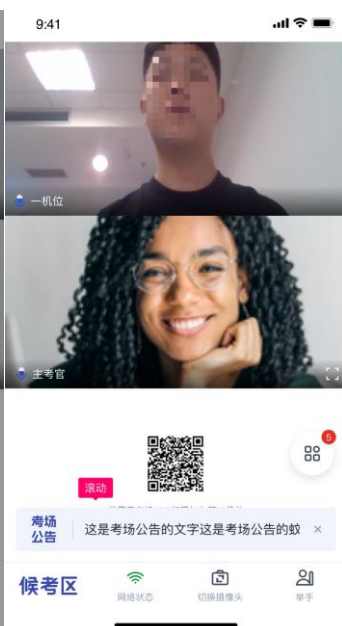 9:41
一机位
主考官
5
滚动
考场
公告
这是考场公告的文字这是考场公告的蚊
×
候考区
网络状态
切换摄像头
举手